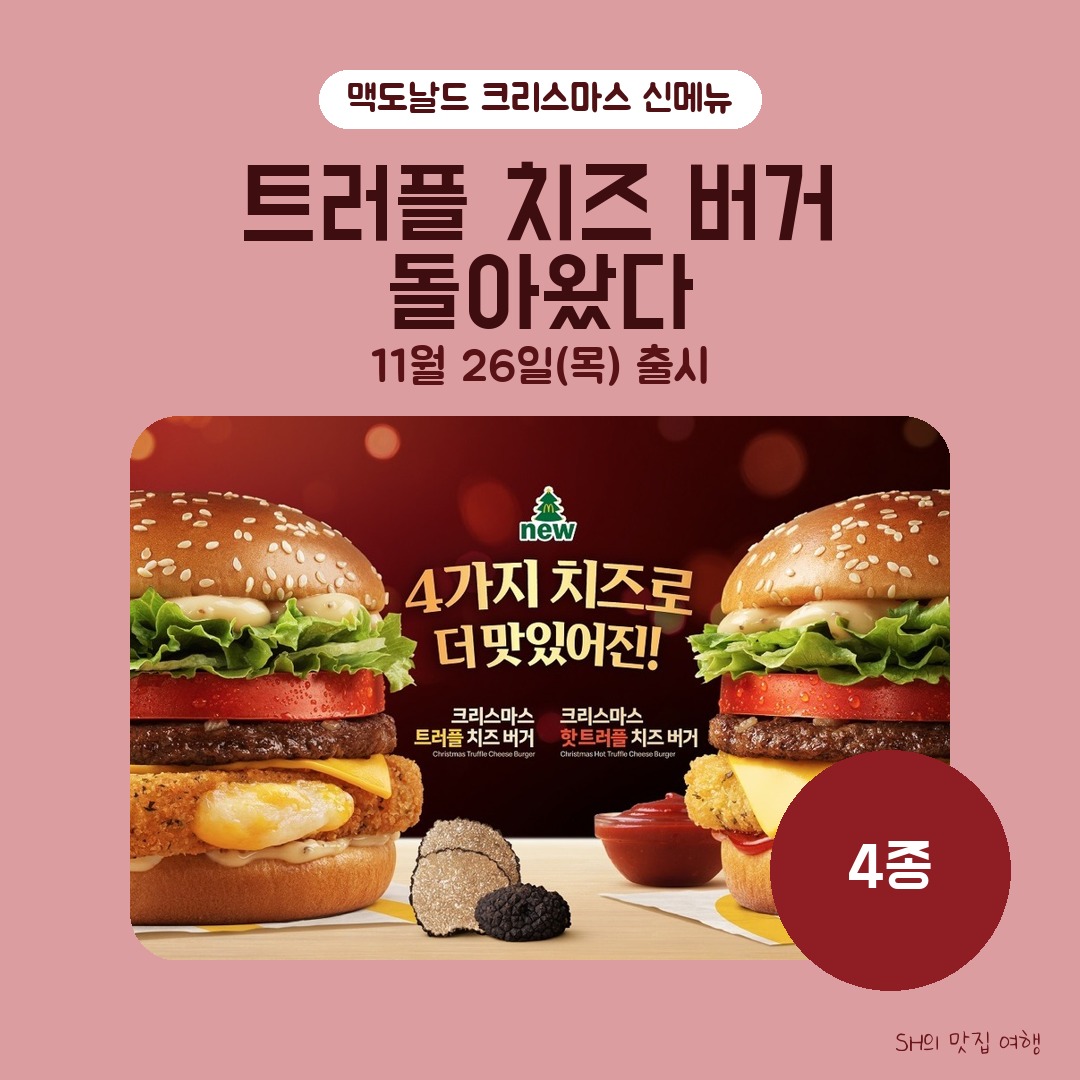 맥도날드 크리스마스 신메뉴
트러플 치즈 버거
돌아왔다
11월 26일(목) 출시
new
4가지 치즈로
더 맛있어진!
크리스마스
트러플 치즈 버거
Christmas Truffle Cheese Burger
크리스마스
핫 트러플 치즈 버거
Christmas Hot Truffle Cheese Burger
4종
SH의 맛집 여행